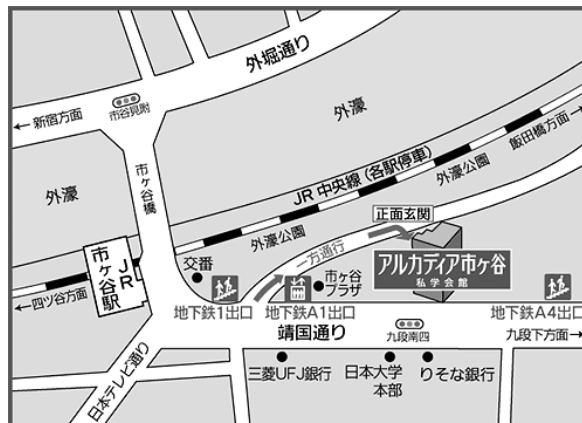 外堀通り
市谷見附
← 新宿方面
外濠
飯田橋方面 →
市ヶ谷橋
JR 中央線 (各駅停車)
外濠
外濠公園
外濠公園
正面玄関
一方通行
JR
市ヶ谷駅
交番
アルカディア市ヶ谷
私学会館
市ヶ谷
プラザ
← 四ツ谷方面
地下鉄1出口
地下鉄A1出口
地下鉄A4出口
靖国通り
九段南四
九段下方面→
日本テレビ通り
三菱UFJ銀行
日本大学
本部
りそな銀行